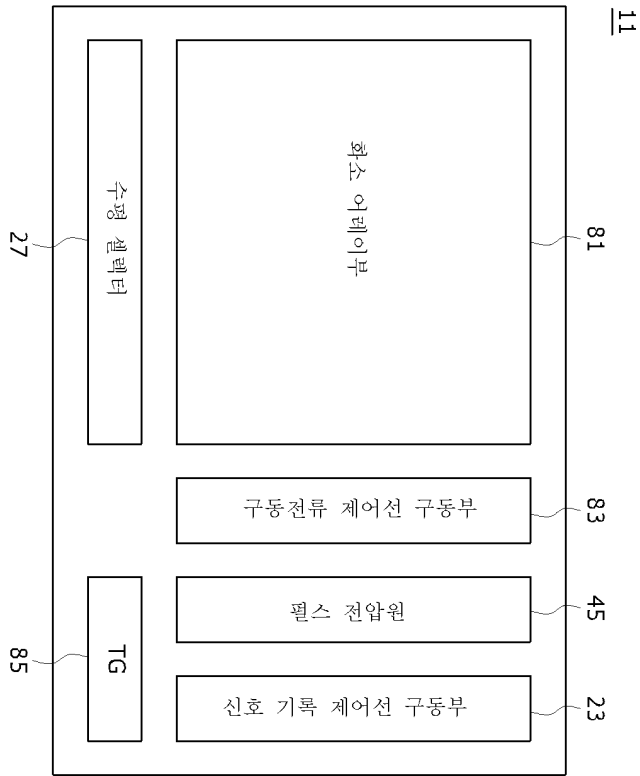 11
화소 어레이부
81
수평 셀렉터
27
구동전류 제어선 구동부
83
펄스 전압원
45
TG
85
신호 기록 제어선 구동부
23